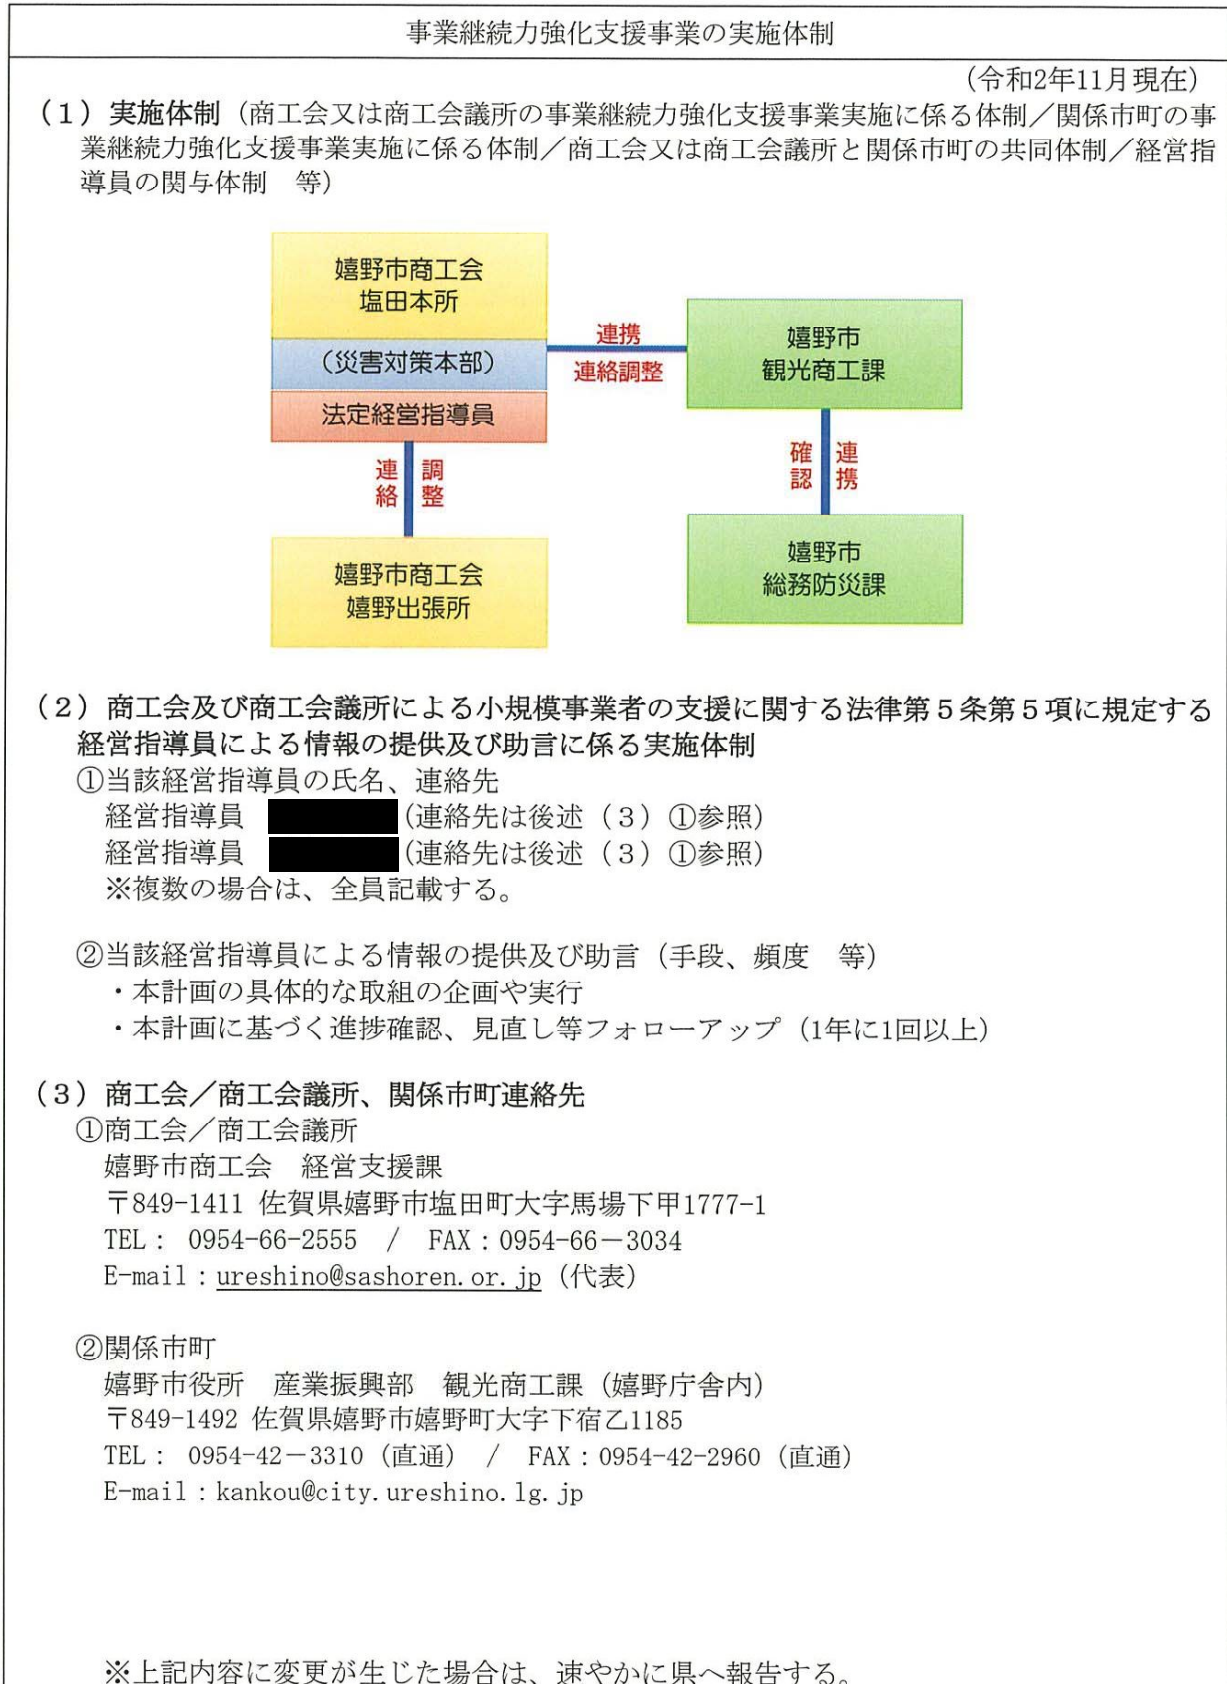 事業継続力強化支援事業の実施体制
(令和2年11月現在)
(1)実施体制(商工会又は商工会議所の事業継続力強化支援事業実施に係る体制/関係市町の事
業継続力強化支援事業実施に係る体制/商工会又は商工会議所と関係市町の共同体制/経営指
導員の関与体制 等)
嬉野市商工会
塩田本所
(災害対策本部)
法定経営指導員
連携
連絡調整
嬉野市
観光商工課
連絡
調整
確認
連携
嬉野市商工会
嬉野出張所
嬉野市
総務防災課
(2)商工会及び商工会議所による小規模事業者の支援に関する法律第5条第5項に規定する
経営指導員による情報の提供及び助言に係る実施体制
①当該経営指導員の氏名、連絡先
経営指導員 (連絡先は後述(3)①参照)
経営指導員 (連絡先は後述(3)①参照)
※複数の場合は、全員記載する。
②当該経営指導員による情報の提供及び助言(手段、頻度 等)
・本計画の具体的な取組の企画や実行
・本計画に基づく進捗確認、見直し等フォローアップ(1年に1回以上)
(3)商工会/商工会議所、関係市町連絡先
①商工会/商工会議所
嬉野市商工会 経営支援課
〒849-1411 佐賀県嬉野市塩田町大字馬場下甲1777-1
TEL: 0954-66-2555 / FAX:0954-66-3034
E-mail:ureshino@sashoren.or.jp(代表)
②関係市町
嬉野市役所 産業振興部 観光商工課(嬉野庁舎内)
〒849-1492 佐賀県嬉野市嬉野町大字下宿乙1185
TEL: 0954-42-3310(直通) / FAX:0954-42-2960(直通)
E-mail:kankou@city.ureshino.lg.jp
※上記内容に変更が生じた場合は、速やかに県へ報告する。